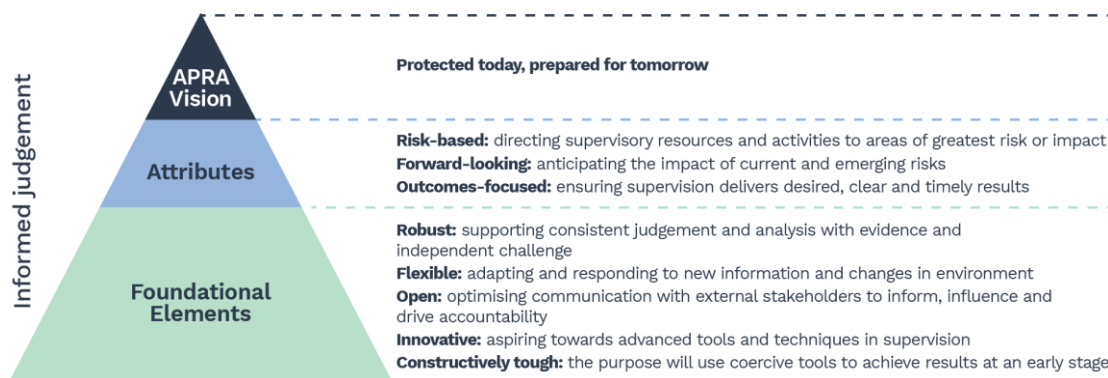 Informed judgement
APRA
Vision
Protected today, prepared for tomorrow
Attributes
Risk-based: directing supervisory resources and activities to areas of greatest risk or impact
Forward-looking: anticipating the impact of current and emerging risks
Outcomes-focused: ensuring supervision delivers desired, clear and timely results
Foundational
Elements
Robust: supporting consistent judgement and analysis with evidence and
independent challenge
Flexible: adapting and responding to new information and changes in environment
Open: optimising communication with external stakeholders to inform, influence and
drive accountability
Innovative: aspiring towards advanced tools and techniques in supervision
Constructively tough: the purpose will use coercive tools to achieve results at an early stage